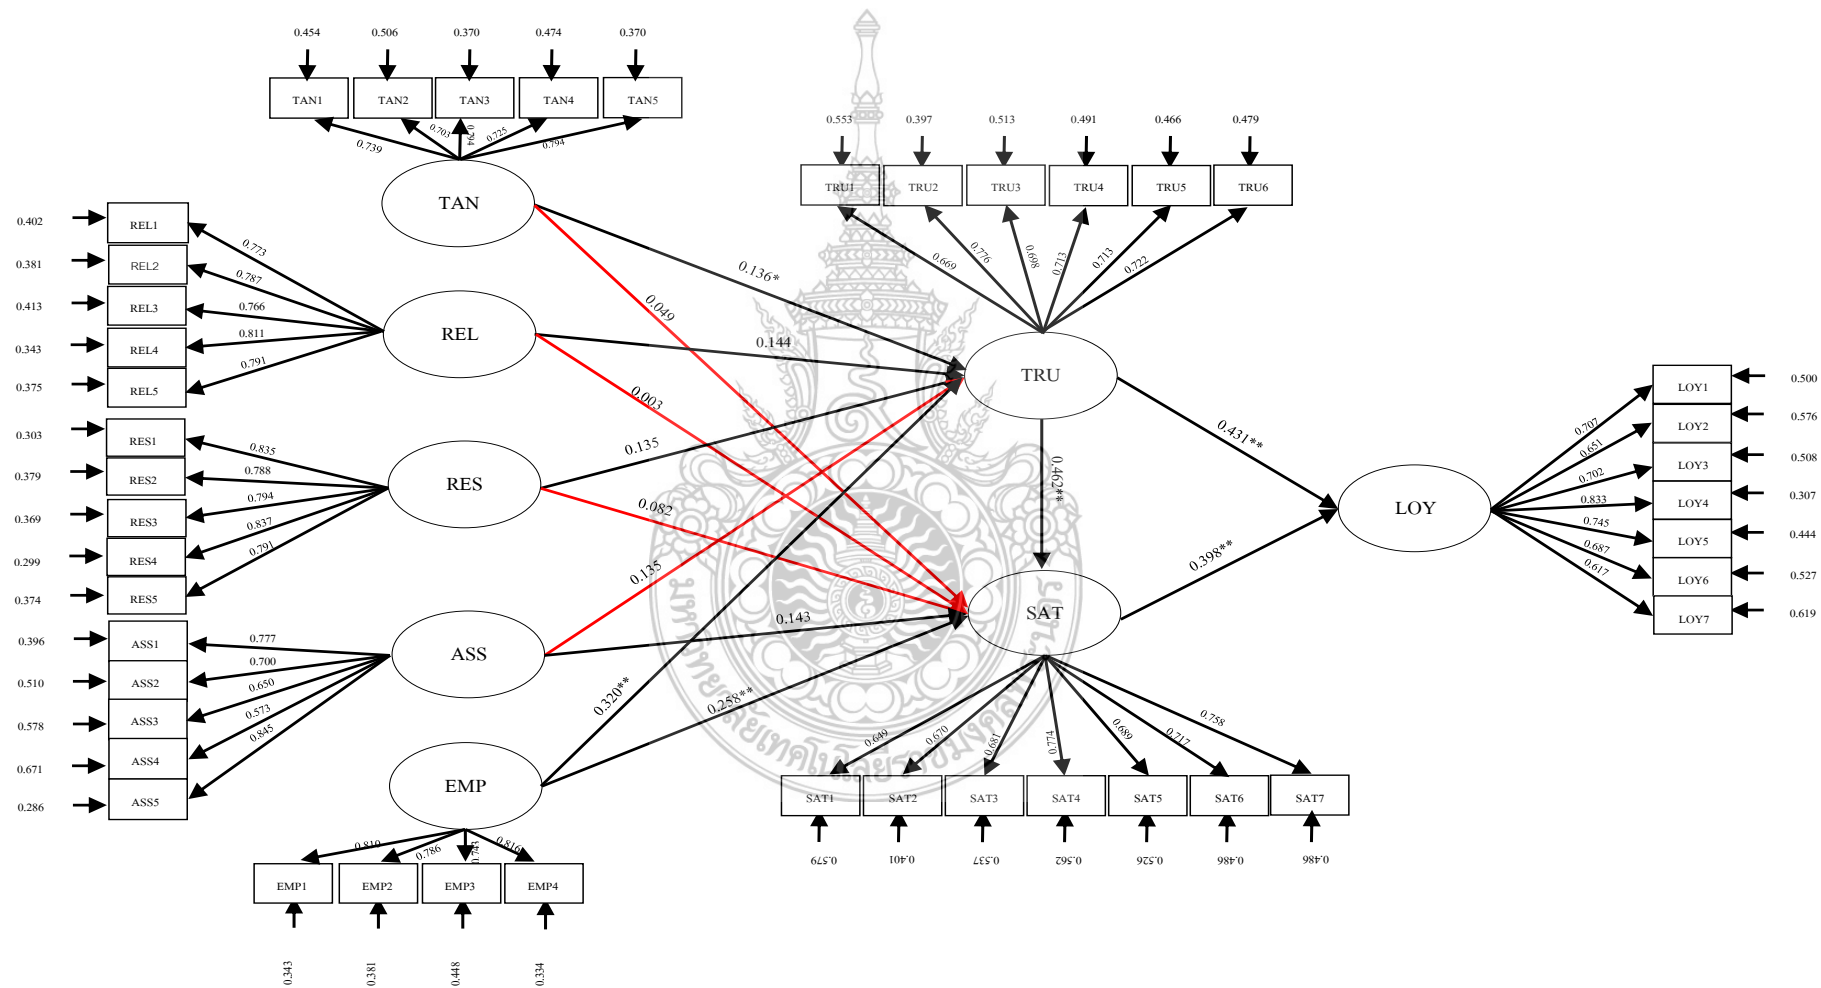 0.454 0.506 0.370 0.474 0.370
TAN1 TAN2 TAN3 TAN4 TAN5
0.739 0.703 0.794 0.725 0.794
TAN
0.553 0.397 0.513 0.491 0.466 0.479
TRU1 TRU2 TRU3 TRU4 TRU5 TRU6
0.669 0.776 0.698 0.713 0.713 0.722
TRU
0.402 REL1 0.773
0.381 REL2 0.787
0.413 REL3 0.766
0.343 REL4 0.811
0.375 REL5 0.791
REL
0.303 RES1 0.835
0.379 RES2 0.788
0.369 RES3 0.794
0.299 RES4 0.837
0.374 RES5 0.791
RES
0.396 ASS1 0.777
0.510 ASS2 0.700
0.578 ASS3 0.650
0.671 ASS4 0.573
0.286 ASS5 0.845
ASS
EMP
0.810 0.786 0.743 0.816
EMP1 EMP2 EMP3 EMP4
0.343 0.381 0.448 0.334
0.136*
0.049
0.144
0.003
0.135
0.082
0.135
0.143
0.320**
0.258**
0.462**
0.431**
0.398**
SAT
0.649 0.670 0.681 0.774 0.689 0.717 0.758
SAT1 SAT2 SAT3 SAT4 SAT5 SAT6 SAT7
0.579 0.401 0.537 0.562 0.526 0.486 0.486
LOY
0.707 LOY1 0.500
0.651 LOY2 0.576
0.702 LOY3 0.508
0.833 LOY4 0.307
0.745 LOY5 0.444
0.687 LOY6 0.527
0.617 LOY7 0.619